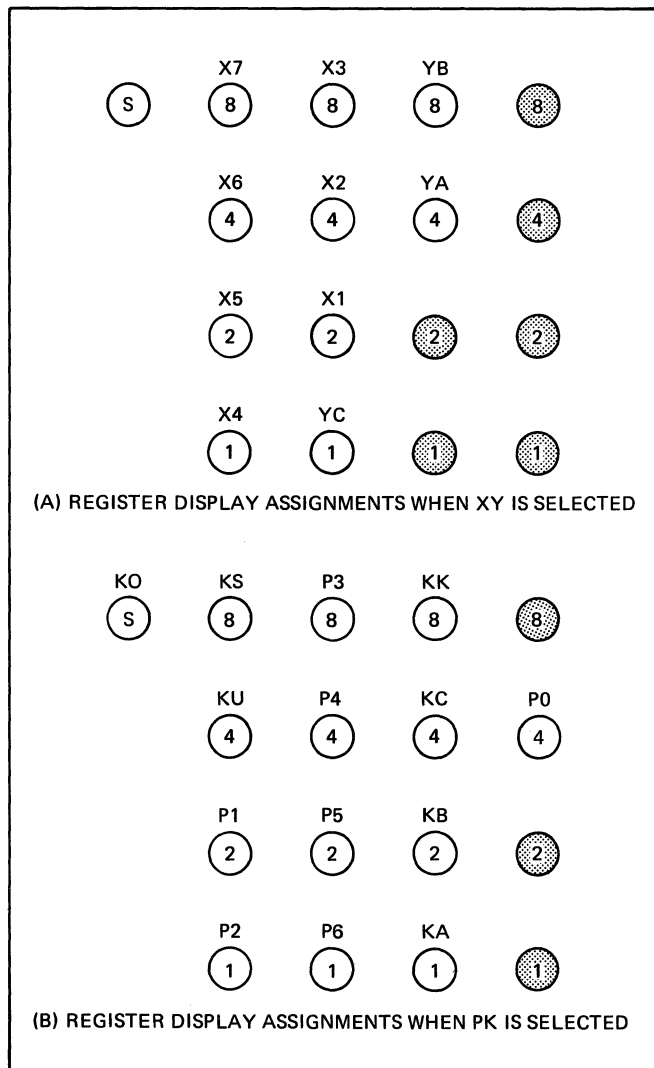 X7 X3 YB
S 8 8 8 8
X6 X2 YA
4 4 4 4
X5 X1
2 2 2 2
X4 YC
1 1 1 1
(A) REGISTER DISPLAY ASSIGNMENTS WHEN XY IS SELECTED
KO KS P3 KK
S 8 8 8 8
KU P4 KC P0
4 4 4 4
P1 P5 KB
2 2 2 2
P2 P6 KA
1 1 1 1
(B) REGISTER DISPLAY ASSIGNMENTS WHEN PK IS SELECTED